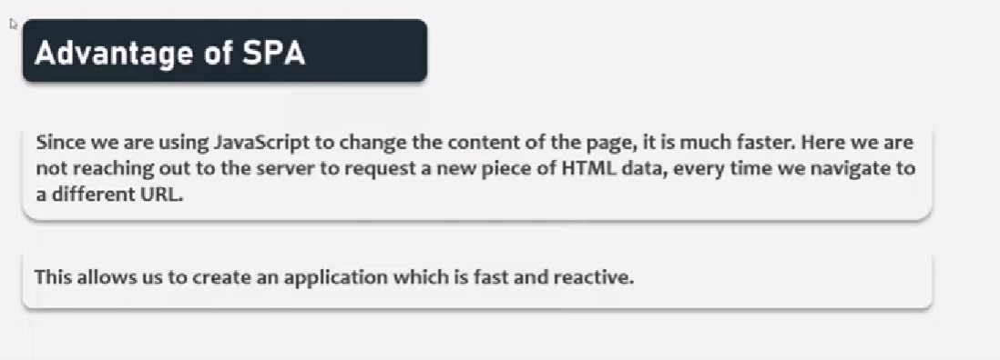 Advantage of SPA
Since we are using JavaScript to change the content of the page, it is much faster. Here we are
not reaching out to the server to request a new piece of HTML data, every time we navigate to
a different URL.
This allows us to create an application which is fast and reactive.